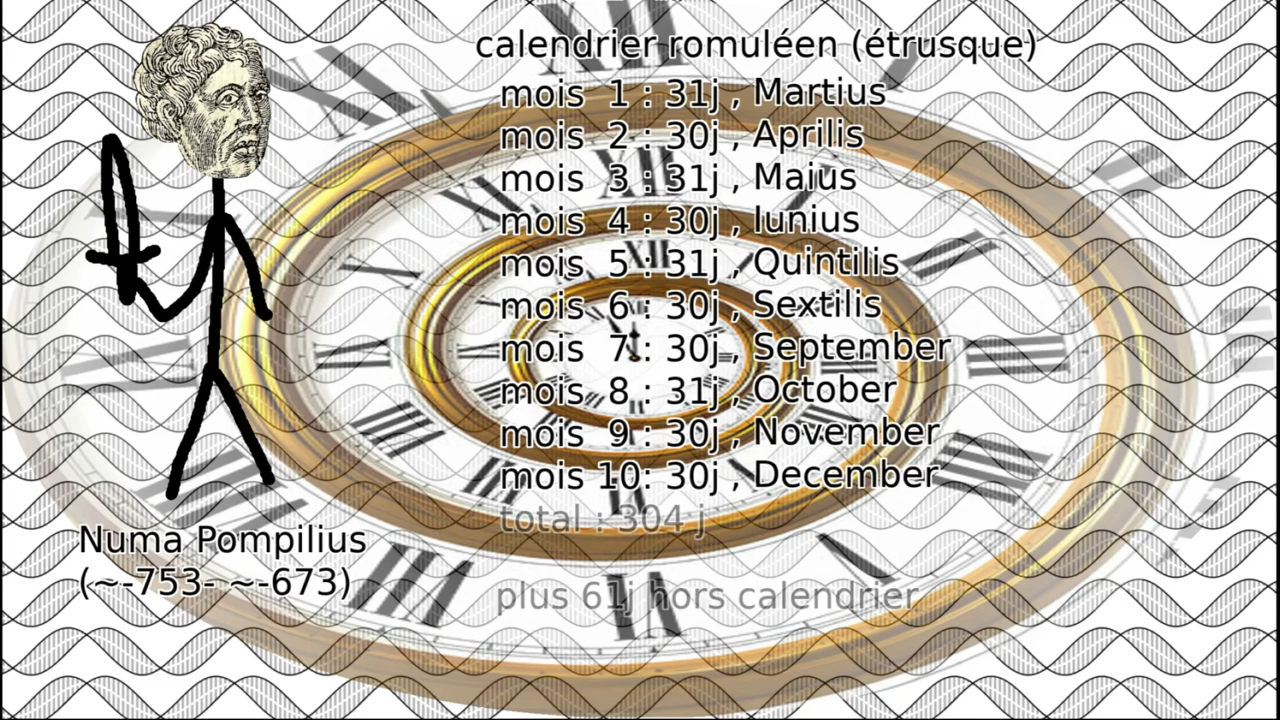 calendrier romuléen (étrusque)
mois 1 : 31j , Martius
mois 2 : 30j , Aprilis
mois 3 : 31j , Maius
mois 4 : 30j , Iunius
mois 5 : 31j , Quintilis
mois 6 : 30j , Sextilis
mois 7 : 30j , September
mois 8 : 31j , October
mois 9 : 30j , November
mois 10: 30j , December
total : 304 j
plus 61j hors calendrier
Numa Pompilius
(~-753- ~-673)